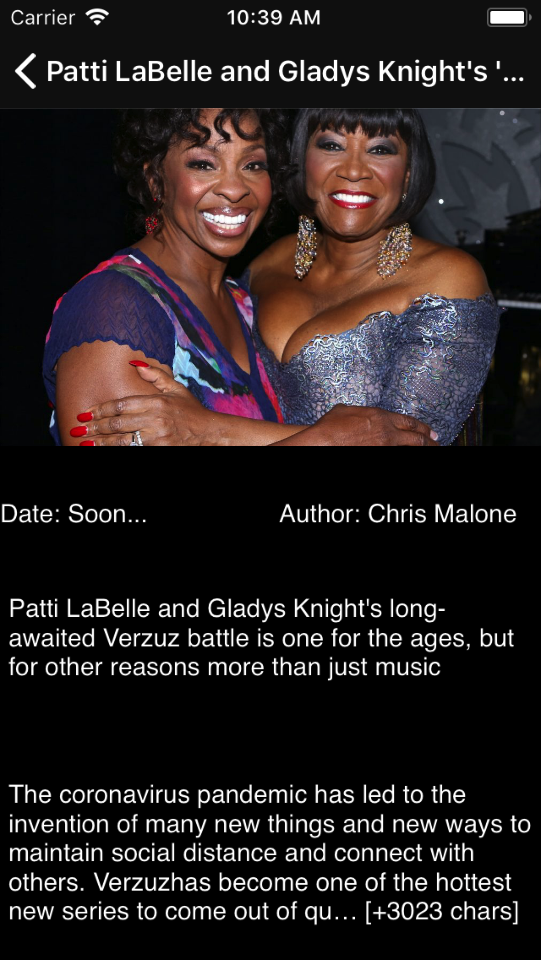 Carrier 10:39 AM
Patti LaBelle and Gladys Knight's '...
Date: Soon... Author: Chris Malone
Patti LaBelle and Gladys Knight's long-
awaited Verzuz battle is one for the ages, but
for other reasons more than just music
The coronavirus pandemic has led to the
invention of many new things and new ways to
maintain social distance and connect with
others. Verzuzhas become one of the hottest
new series to come out of qu… [+3023 chars]